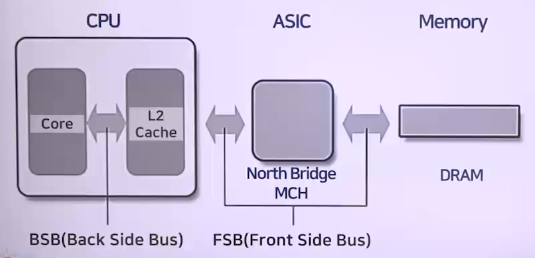 CPU
ASIC
Memory
Core
L2
Cache
North Bridge
MCH
DRAM
BSB(Back Side Bus)
FSB(Front Side Bus)